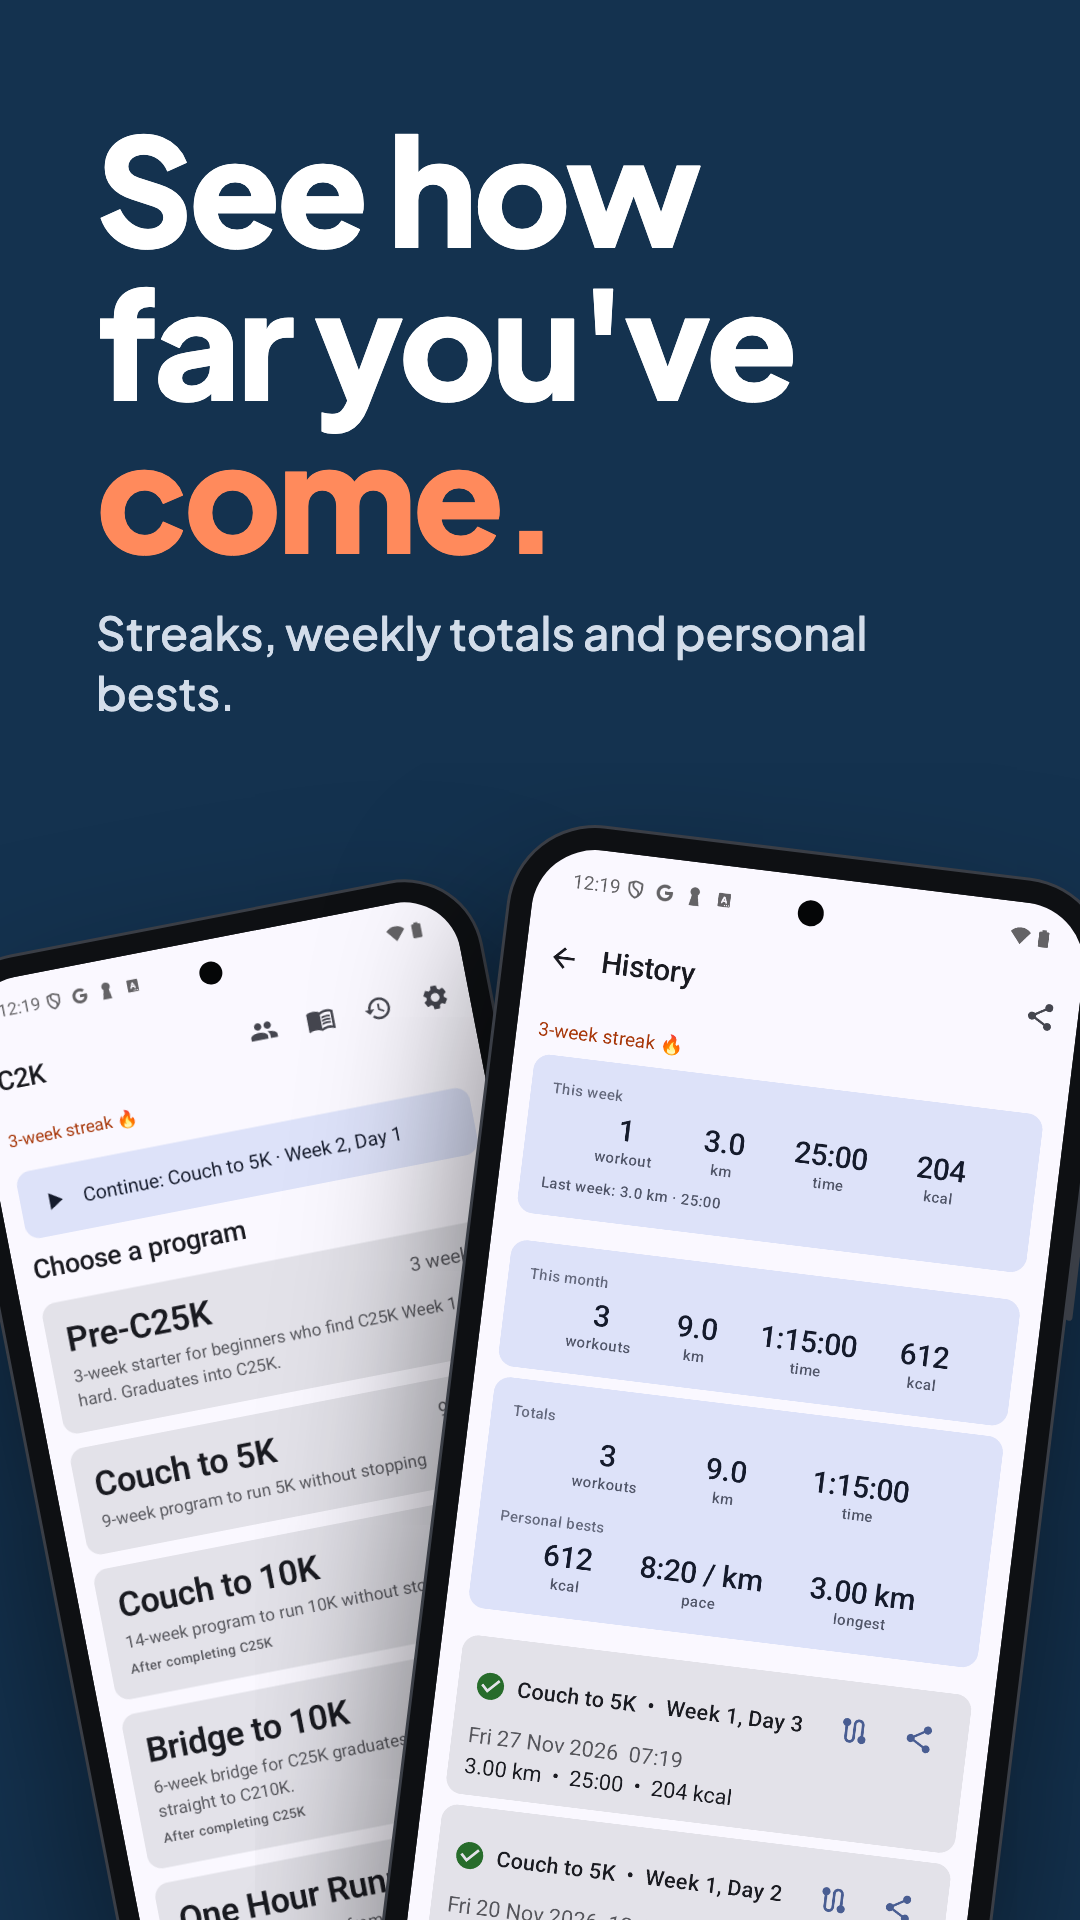 See how
far you've
come.
Streaks, weekly totals and personal
bests.
12:19
C2K
3-week streak 🔥
Continue: Couch to 5K · Week 2, Day 1
Choose a program
Pre-C25K
3 week
3-week starter for beginners who find C25K Week 1
hard. Graduates into C25K.
Couch to 5K
9-week program to run 5K without stopping
Couch to 10K
14-week program to run 10K without
After completing C25K
Bridge to 10K
6-week bridge for C25K graduates
straight to C210K.
After completing C25K
One Hour
12:19
History
3-week streak 🔥
This week
1 3.0 25:00 204
workout km time kcal
Last week: 3.0 km · 25:00
This month
3 9.0 1:15:00 612
workouts km time kcal
Totals
3 9.0 1:15:00
workouts km time
Personal bests
612 8:20 / km 3.00 km
kcal pace longest
Couch to 5K • Week 1, Day 3
Fri 27 Nov 2026 07:19
3.00 km • 25:00 • 204 kcal
Couch to 5K • Week 1, Day 2
Fri 20 Nov 2026